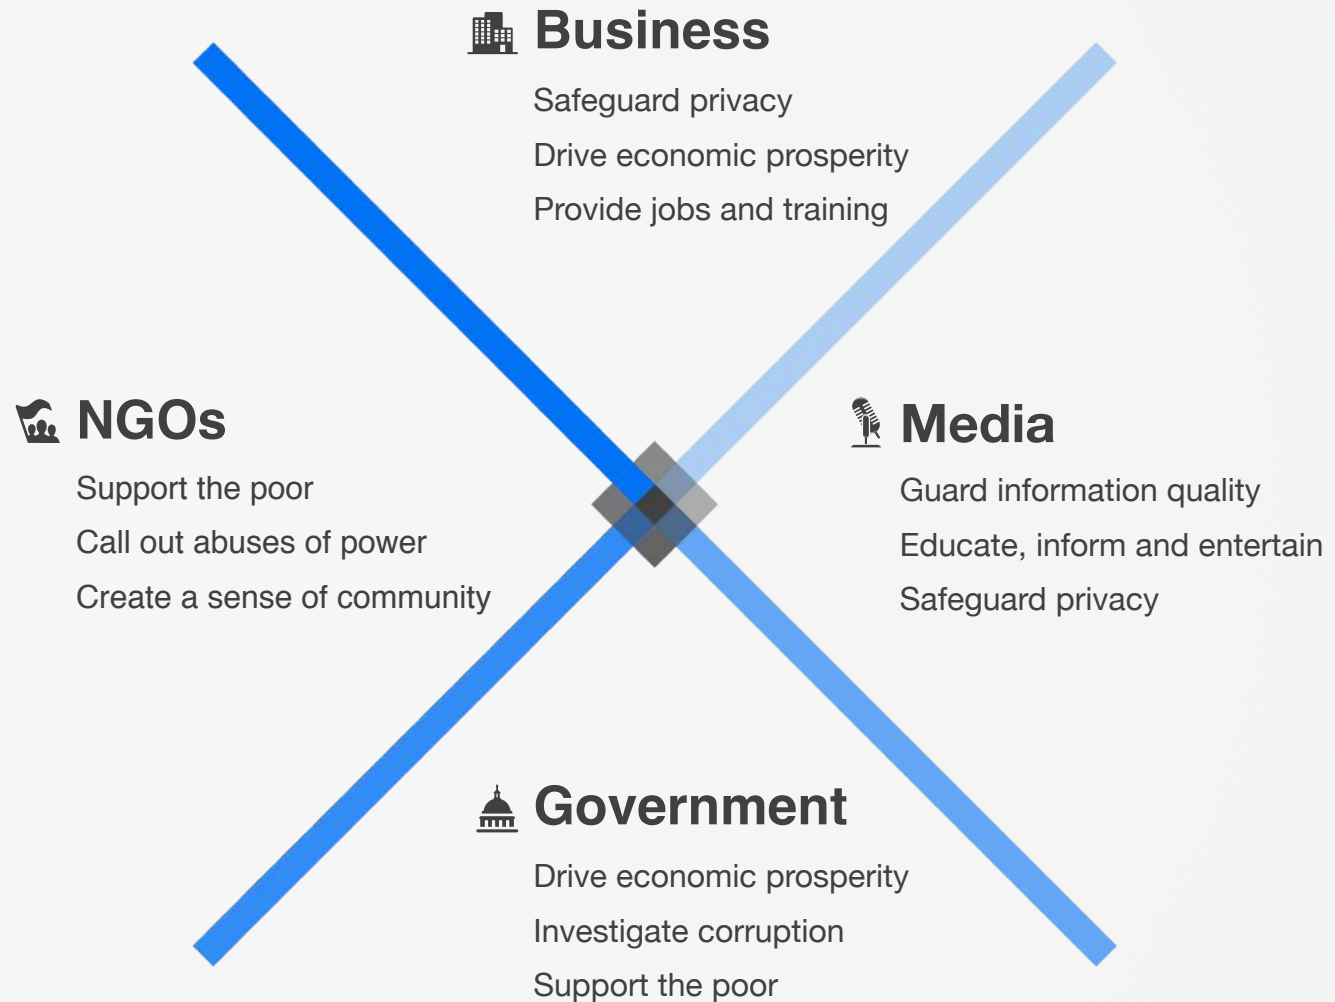 Business
Safeguard privacy
Drive economic prosperity
Provide jobs and training
NGOs
Support the poor
Call out abuses of power
Create a sense of community
Media
Guard information quality
Educate, inform and entertain
Safeguard privacy
Government
Drive economic prosperity
Investigate corruption
Support the poor